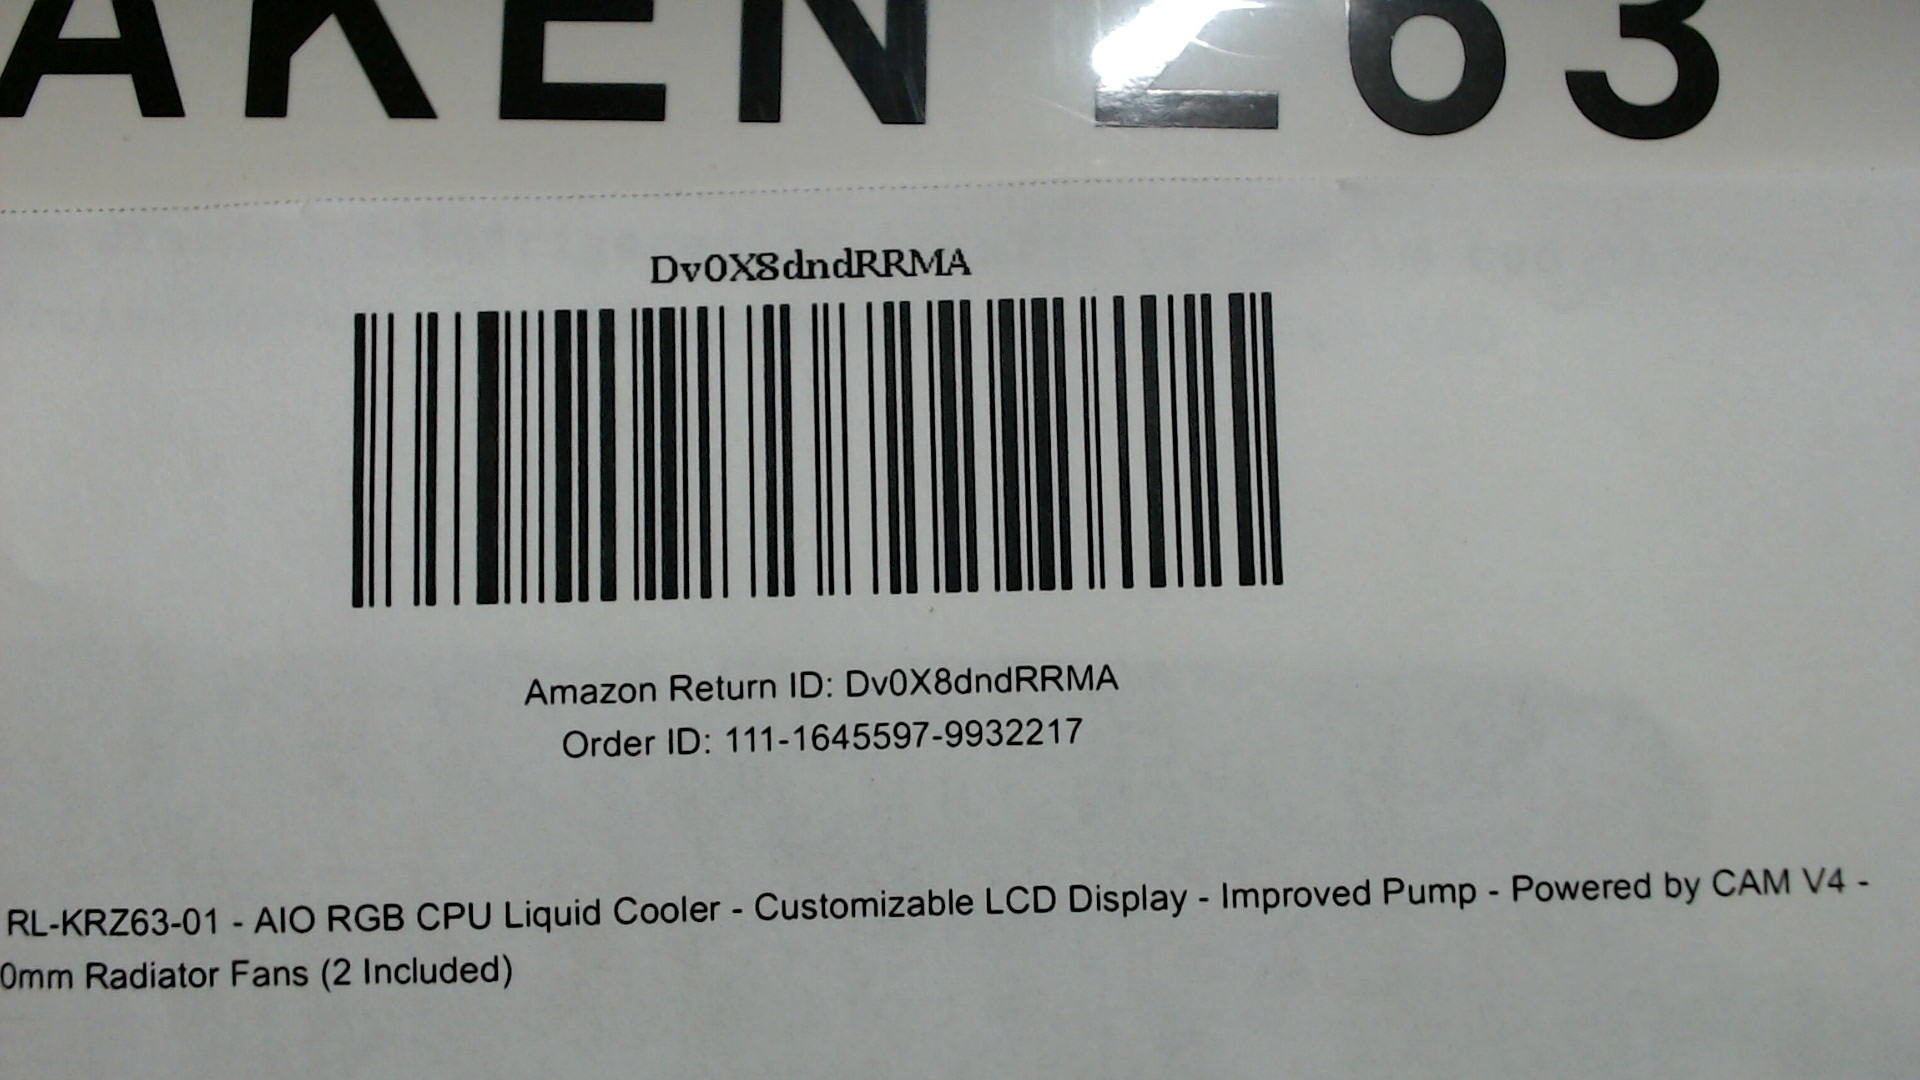 AKEN Z63
Dv0X8dndRRMA
Amazon Return ID: Dv0X8dndRRMA
Order ID: 111-1645597-9932217
RL-KRZ63-01 - AIO RGB CPU Liquid Cooler - Customizable LCD Display - Improved Pump - Powered by CAM V4 -
0mm Radiator Fans (2 Included)